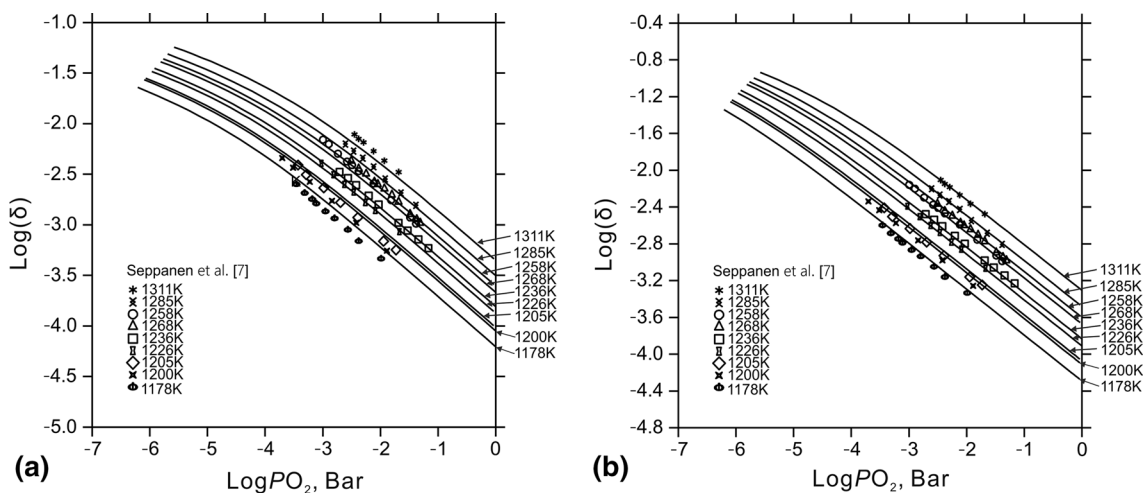 -1.0
-1.5
-2.0
-2.5
-3.0
-3.5
-4.0
-4.5
-5.0
Log(δ)
-7 -6 -5 -4 -3 -2 -1 0
LogPO₂, Bar
(a)
Seppanen et al. [7]
1311K
1285K
1258K
1268K
1236K
1226K
1205K
1200K
1178K
1311K
1285K
1258K
1268K
1236K
1226K
1205K
1200K
1178K
-0.4
-0.8
-1.2
-1.6
-2.0
-2.4
-2.8
-3.2
-3.6
-4.0
-4.4
-4.8
Log(δ)
-7 -6 -5 -4 -3 -2 -1 0
LogPO₂, Bar
(b)
Seppanen et al. [7]
1311K
1285K
1258K
1268K
1236K
1226K
1205K
1200K
1178K
1311K
1285K
1258K
1268K
1236K
1226K
1205K
1200K
1178K